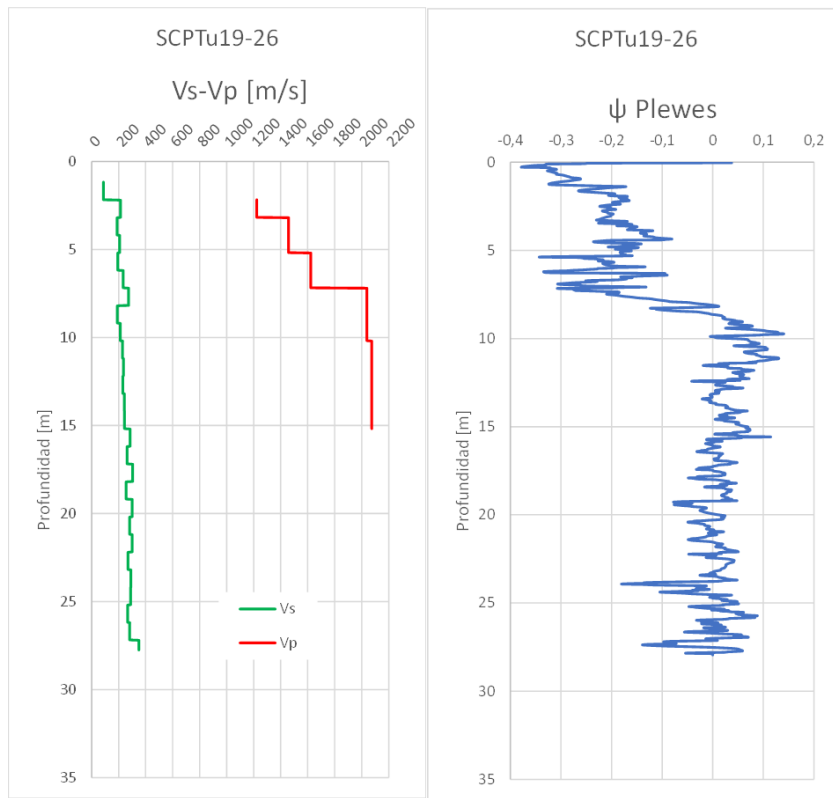 SCPTu19-26
Vs-Vp [m/s]
0 200 400 600 800 1000 1200 1400 1600 1800 2000 2200
0
5
10
15
20
25
30
35
Profundidad [m]
Vs
Vp
SCPTu19-26
ψ Plewes
-0,4 -0,3 -0,2 -0,1 0 0,1 0,2
0
5
10
15
20
25
30
35
Profundidad [m]